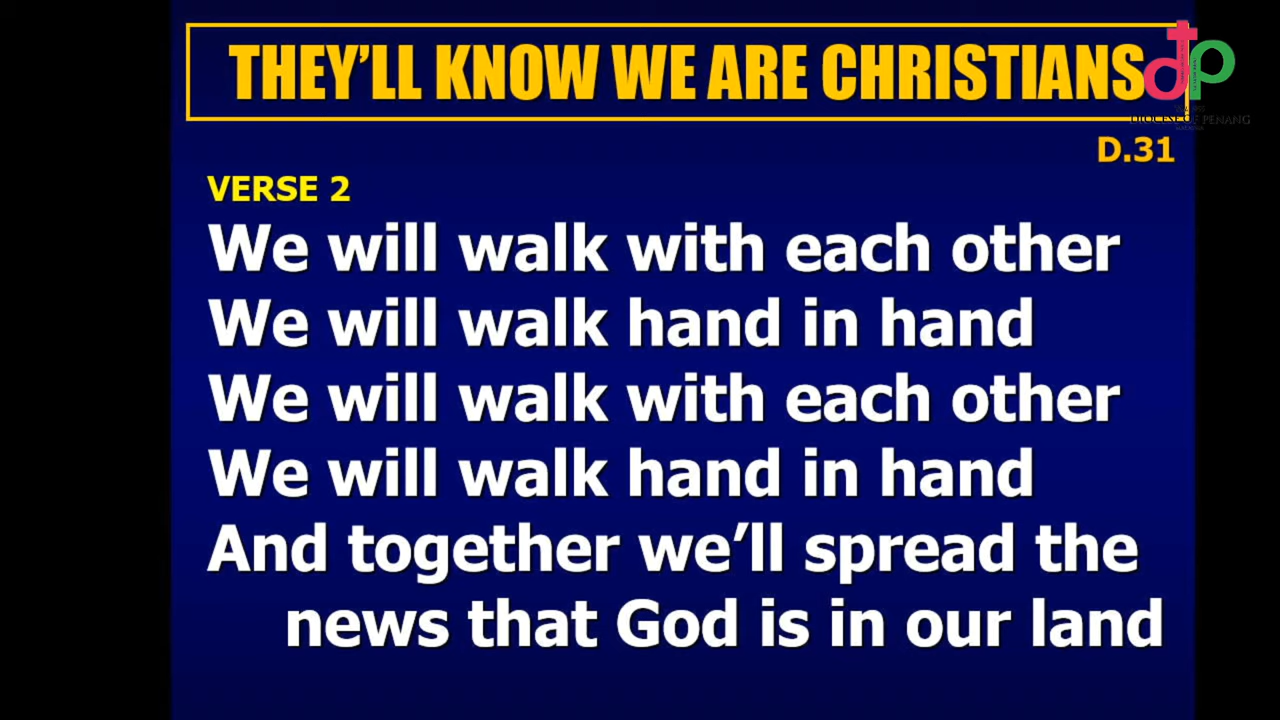 THEY’LL KNOW WE ARE CHRISTIANS
dp
DIOCESE OF PENANG
D.31
VERSE 2
We will walk with each other
We will walk hand in hand
We will walk with each other
We will walk hand in hand
And together we’ll spread the
news that God is in our land